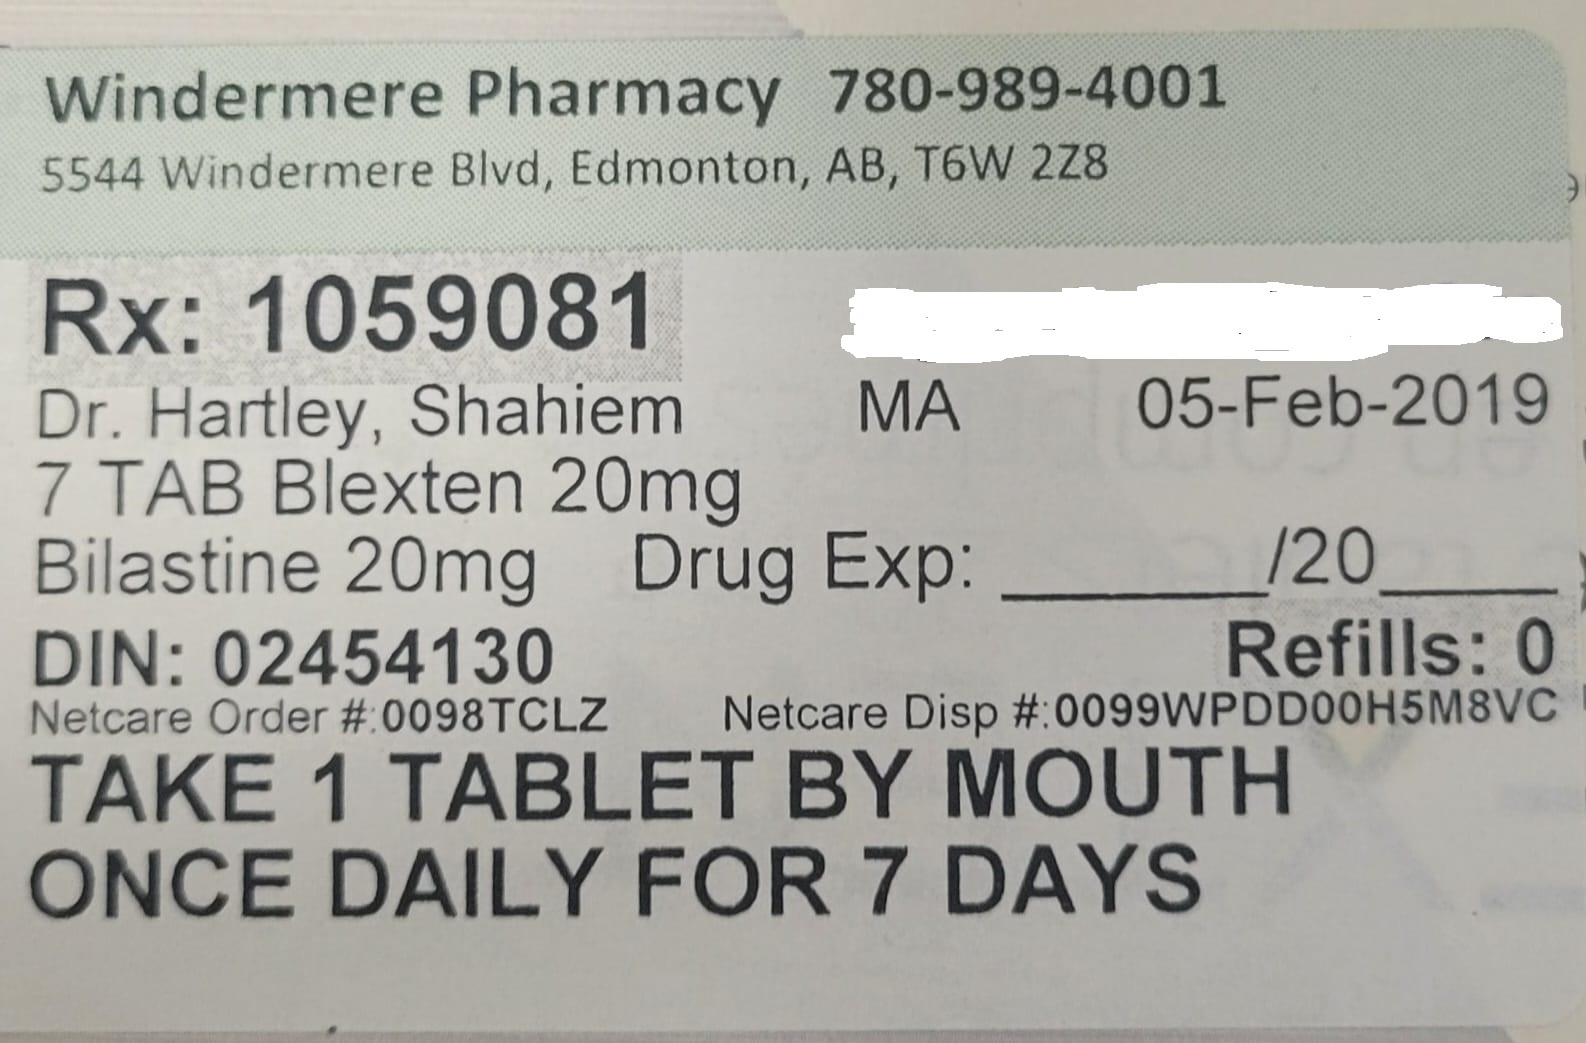 Windermere Pharmacy 780-989-4001
5544 Windermere Blvd, Edmonton, AB, T6W 2Z8
Rx: 1059081
Dr. Hartley, Shahiem MA 05-Feb-2019
7 TAB Blexten 20mg
Bilastine 20mg Drug Exp: ______/20____
DIN: 02454130 Refills: 0
Netcare Order #:0098TCLZ Netcare Disp #:0099WPDD00H5M8VC
TAKE 1 TABLET BY MOUTH
ONCE DAILY FOR 7 DAYS